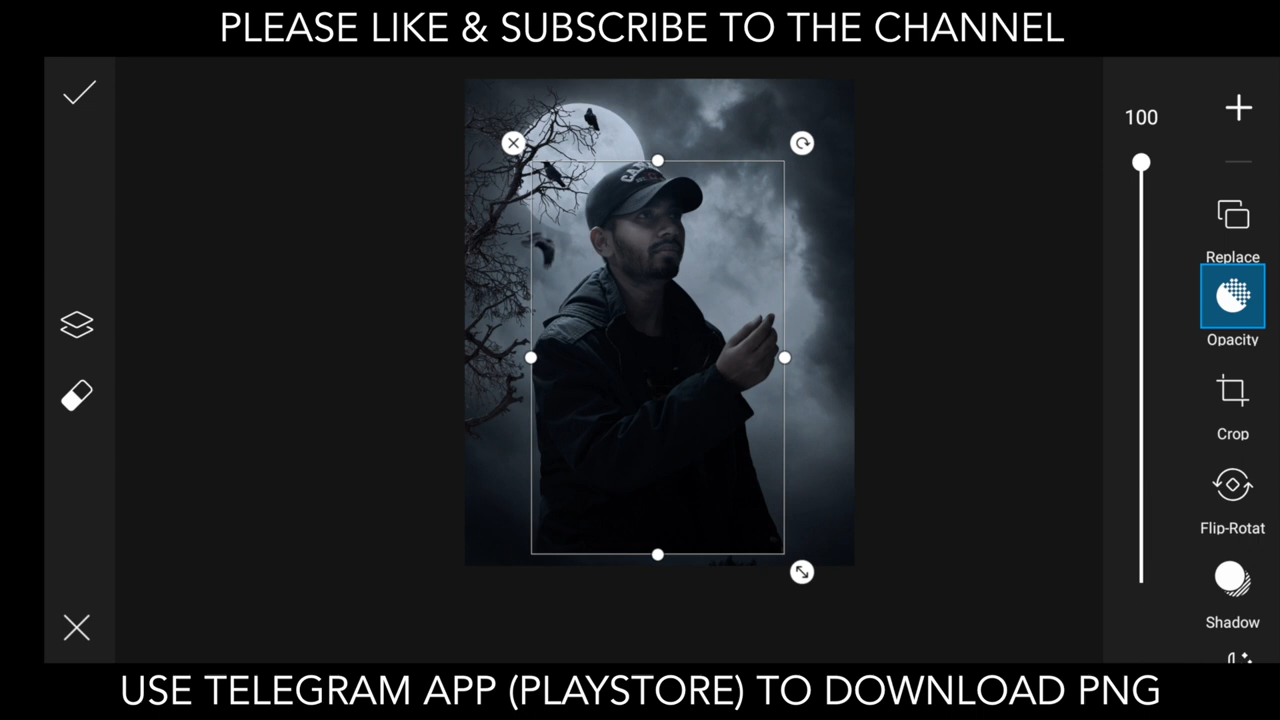 PLEASE LIKE & SUBSCRIBE TO THE CHANNEL
100
Replace
Opacity
Crop
Flip-Rotat
Shadow
USE TELEGRAM APP (PLAYSTORE) TO DOWNLOAD PNG